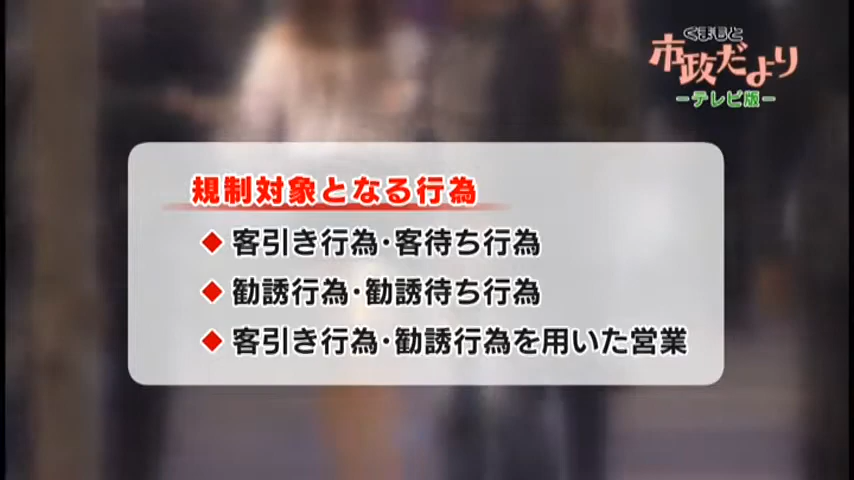 くまもと
市政だより
－テレビ版－
規制対象となる行為
◆ 客引き行為・客待ち行為
◆ 勧誘行為・勧誘待ち行為
◆ 客引き行為・勧誘行為を用いた営業